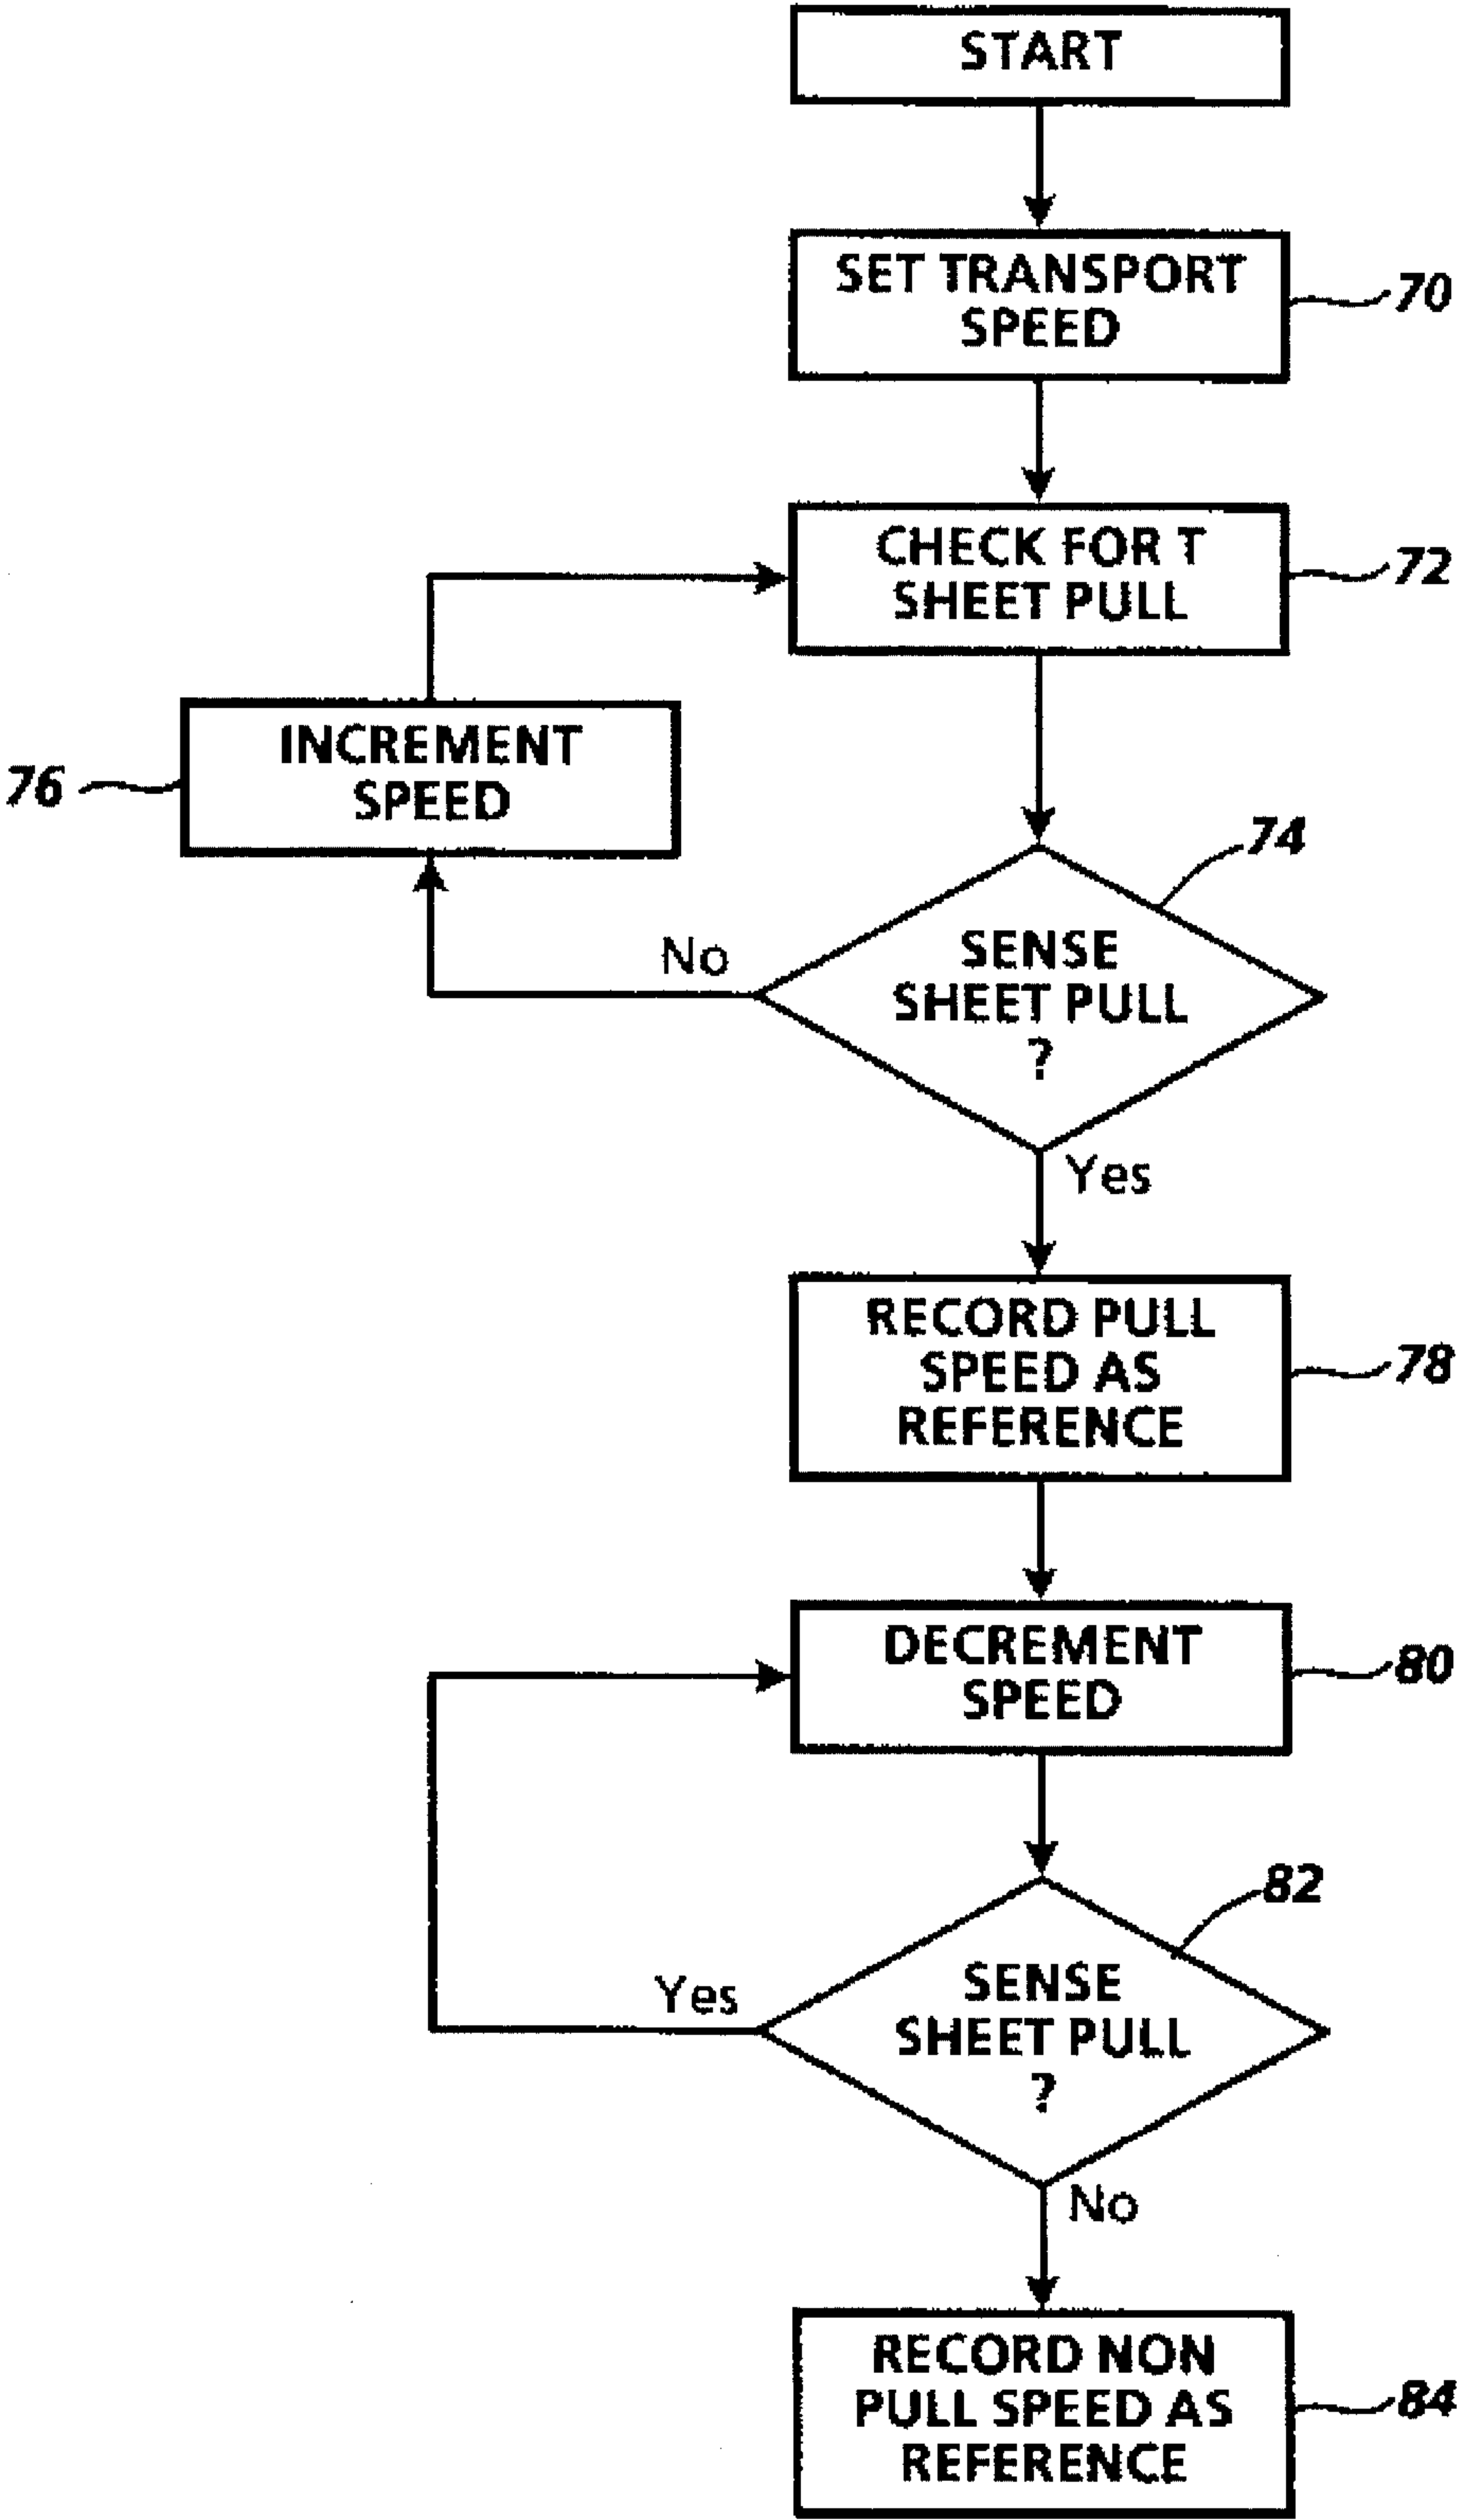 START
SET TRANSPORT
SPEED
70
CHECK FOR T
SHEET PULL
72
INCREMENT
SPEED
76
74
SENSE
SHEET PULL
?
No
Yes
RECORD PULL
SPEED AS
REFERENCE
78
DECREMENT
SPEED
80
82
SENSE
SHEET PULL
?
Yes
No
RECORD NON
PULL SPEED AS
REFERENCE
84